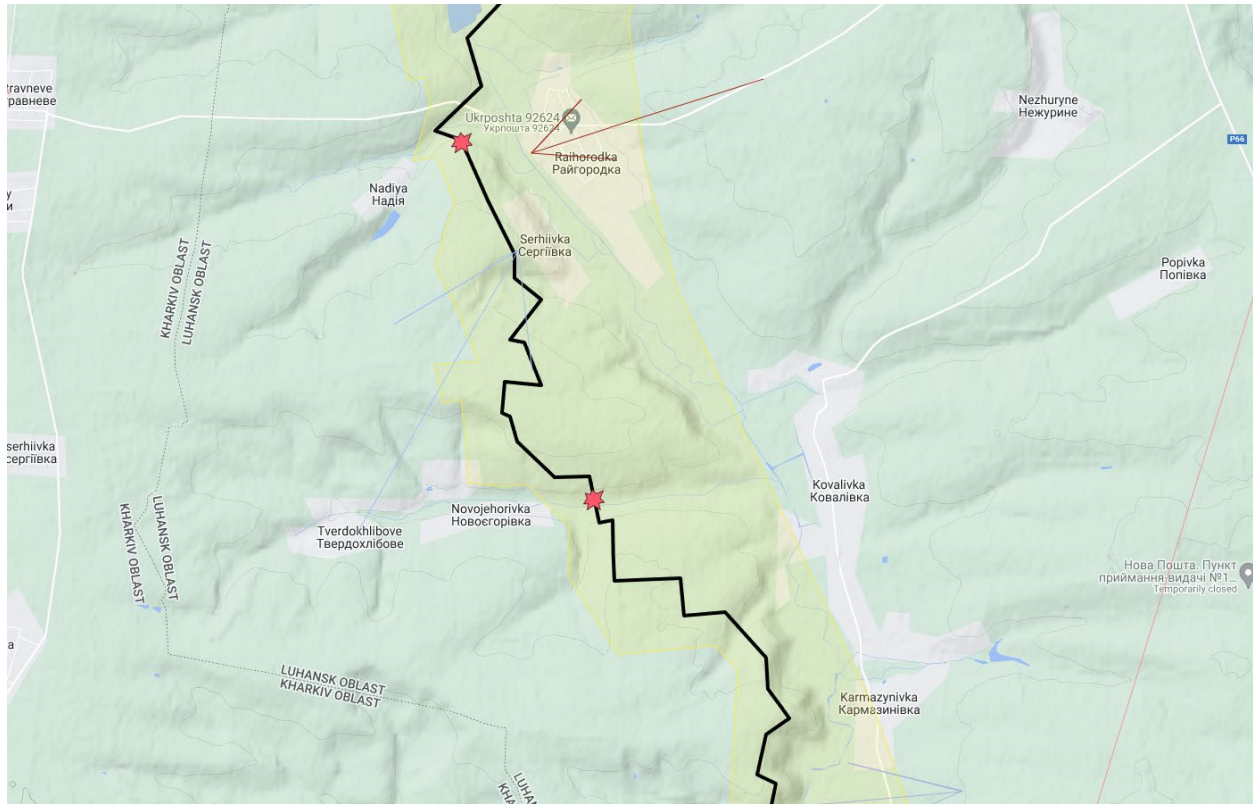 travneve
равневе
Nezhuryne
Нежурине
Ukrposhta 92624
Укрпошта 92624
P66
Raihorodka
Райгородка
Nadiya
Надія
у
и
Serhiivka
Сергіївка
KHARKIV OBLAST
LUHANSK OBLAST
Popivka
Попівка
serhiivka
сергіївка
Kovalivka
Ковалівка
LUHANSK OBLAST
KHARKIV OBLAST
Novojehorivka
Новоєгорівка
Tverdokhlibove
Твердохлібове
Нова Пошта. Пункт
приймання-видачі №1...
Temporarily closed
a
LUHANSK OBLAST
KHARKIV OBLAST
Karmazynivka
Кармазинівка
LUHAN
KHA